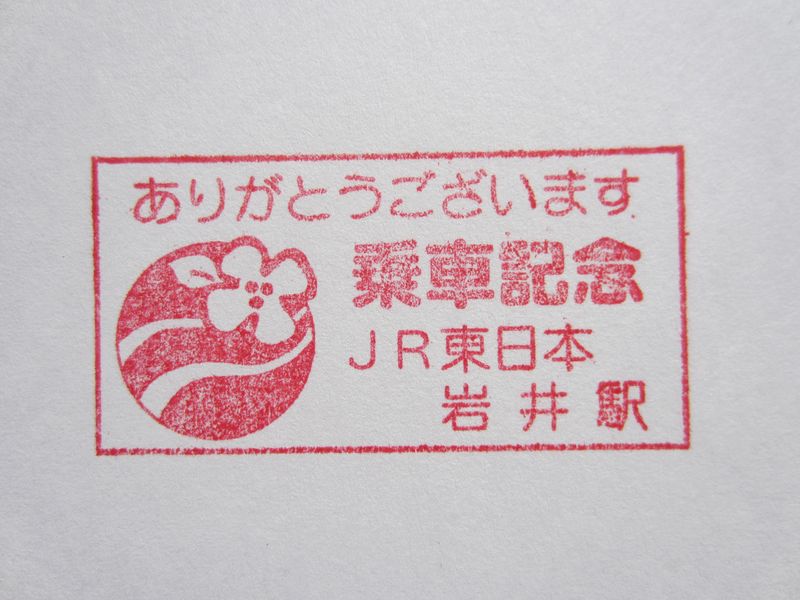 ありがとうございます
乗車記念
JR東日本
岩井駅